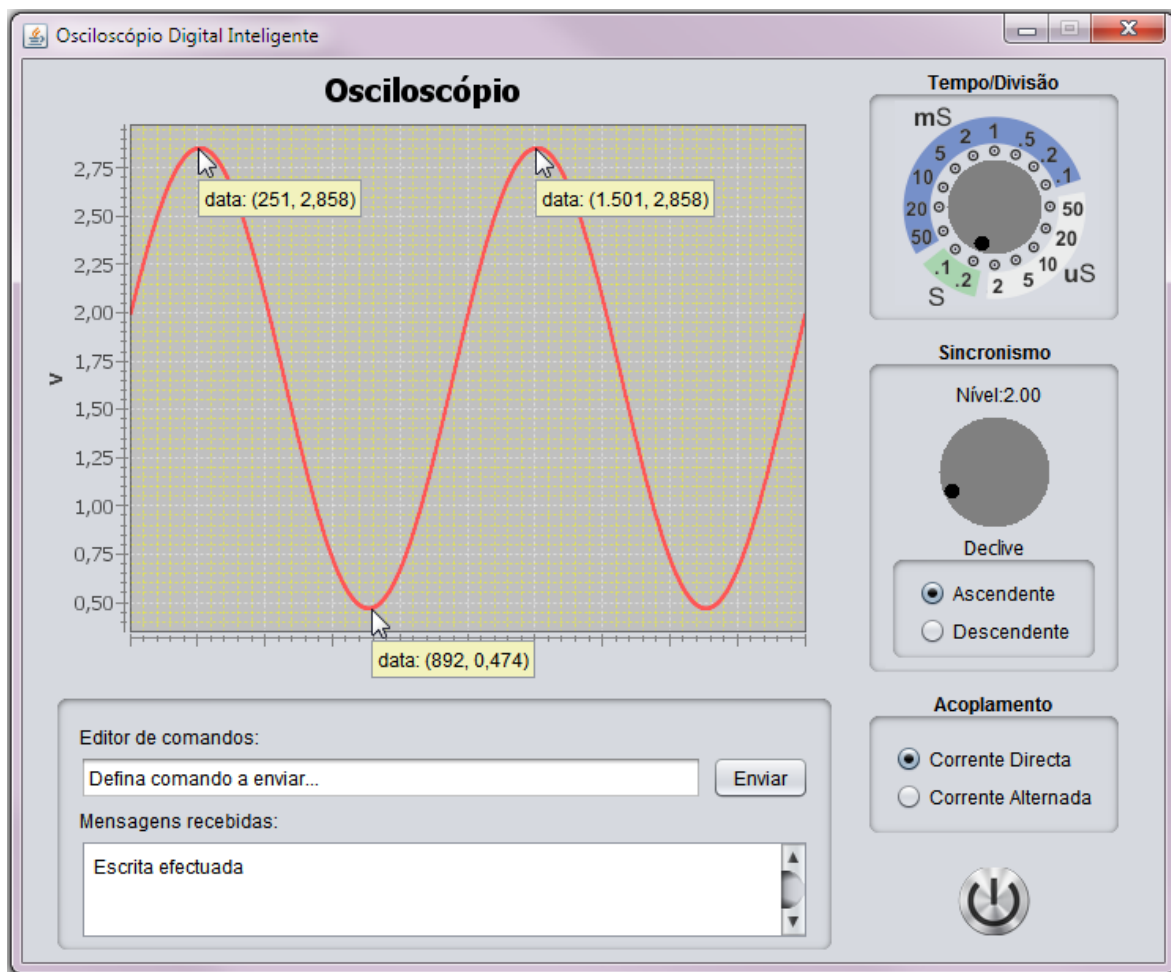 Osciloscópio Digital Inteligente
Osciloscópio
V
2,75
2,50
2,25
2,00
1,75
1,50
1,25
1,00
0,75
0,50
data: (251, 2,858)
data: (1.501, 2,858)
data: (892, 0,474)
Tempo/Divisão
mS
50
20
10
5
2
1
.5
.2
.1
50
20
10
5
2
uS
.2
.1
S
Sincronismo
Nível:2.00
Declive
Ascendente
Descendente
Acoplamento
Corrente Directa
Corrente Alternada
Editor de comandos:
Defina comando a enviar...
Enviar
Mensagens recebidas:
Escrita efectuada